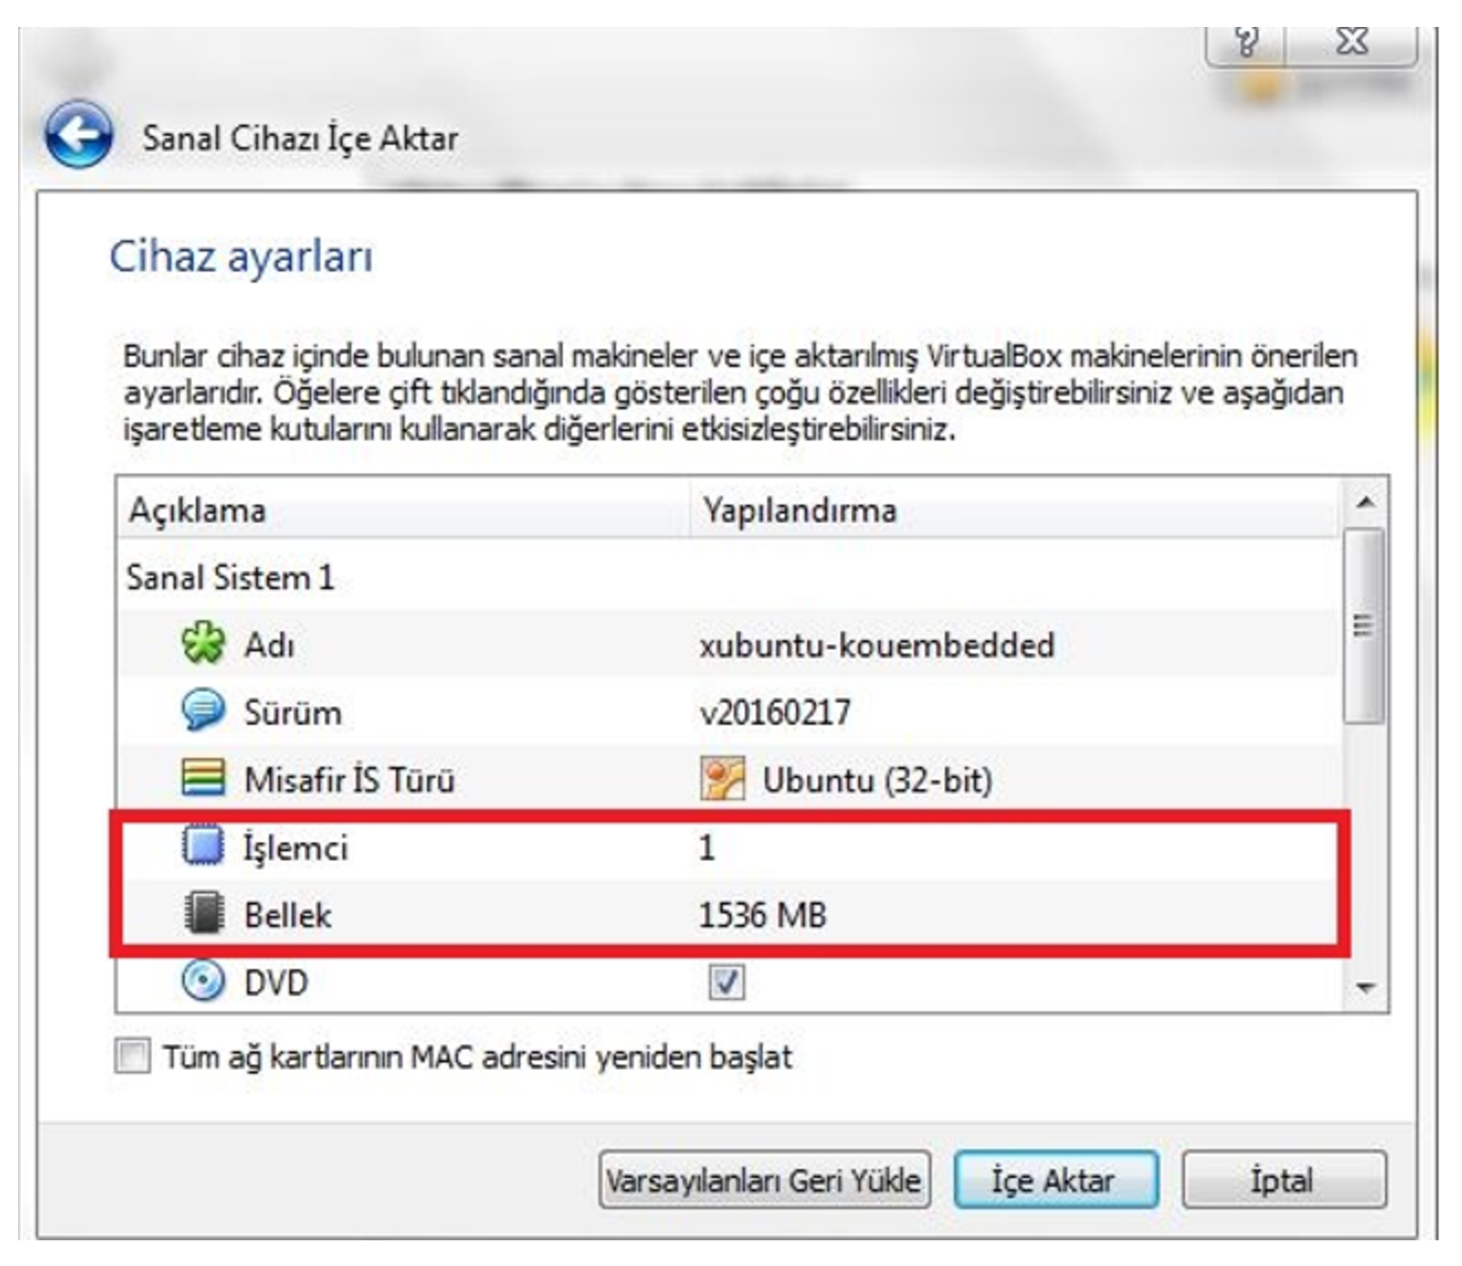 ?
Sanal Cihazı İçe Aktar
Cihaz ayarları
Bunlar cihaz içinde bulunan sanal makineler ve içe aktarılmış VirtualBox makinelerinin önerilen
ayarlarıdır. Öğelere çift tıklandığında gösterilen çoğu özellikleri değiştirebilirsiniz ve aşağıdan
işaretleme kutularını kullanarak diğerlerini etkisizleştirebilirsiniz.
Açıklama Yapılandırma
Sanal Sistem 1
Adı xubuntu-kouembedded
Sürüm v20160217
Misafir İS Türü Ubuntu (32-bit)
İşlemci 1
Bellek 1536 MB
DVD
Tüm ağ kartlarının MAC adresini yeniden başlat
Varsayılanları Geri Yükle İçe Aktar İptal